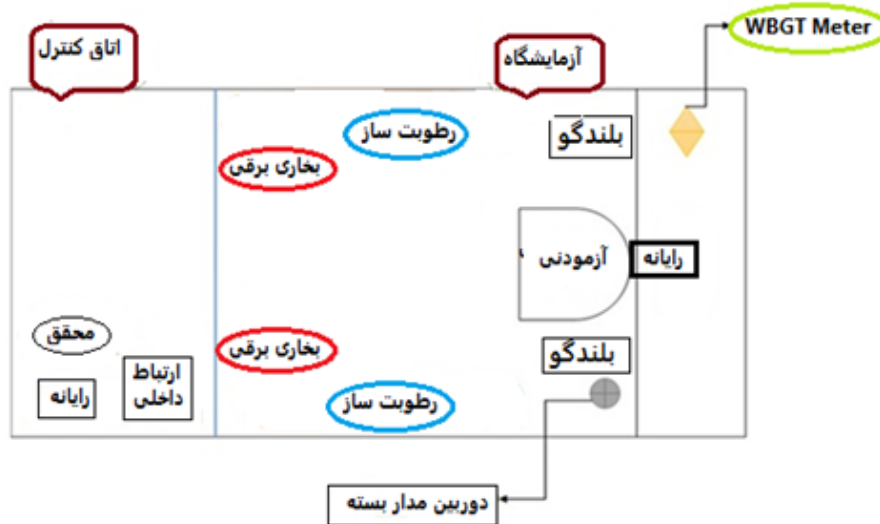 WBGT Meter
آزمایشگاه
اتاق کنترل
بلندگو
رطوبت ساز
بخاری برقی
رایانه
آزمودنی
بلندگو
بخاری برقی
محقق
رطوبت ساز
ارتباط
داخلی
رایانه
دوربین مدار بسته